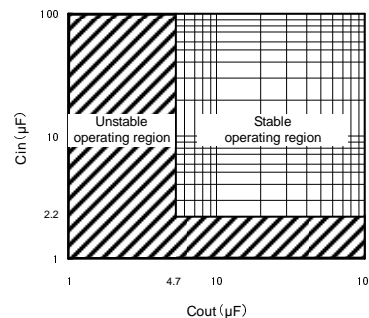 100
Unstable
operating region
Stable
operating region
Cin (μF)
10
2.2
1
1 4.7 10 10
Cout (μF)